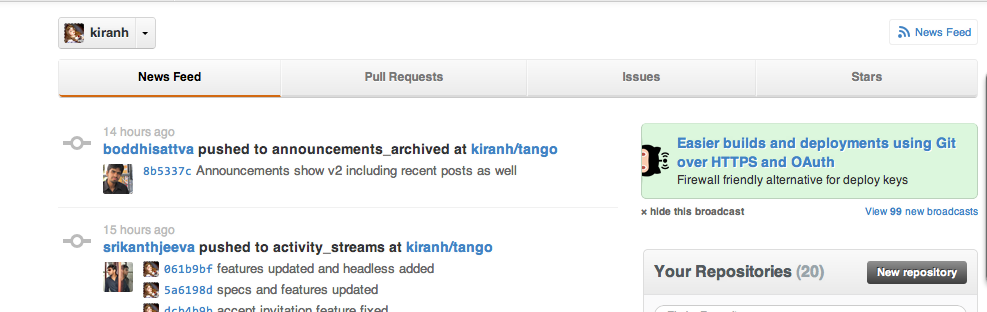 kiranh
News Feed
News Feed Pull Requests Issues Stars
14 hours ago
boddhisattva pushed to announcements_archived at kiranh/tango
8b5337c Announcements show v2 including recent posts as well
15 hours ago
srikanthjeeva pushed to activity_streams at kiranh/tango
061b9bf features updated and headless added
5a6198d specs and features updated
dcb4b9b accept invitation feature fixed
Easier builds and deployments using Git
over HTTPS and OAuth
Firewall friendly alternative for deploy keys
× hide this broadcast View 99 new broadcasts
Your Repositories (20) New repository